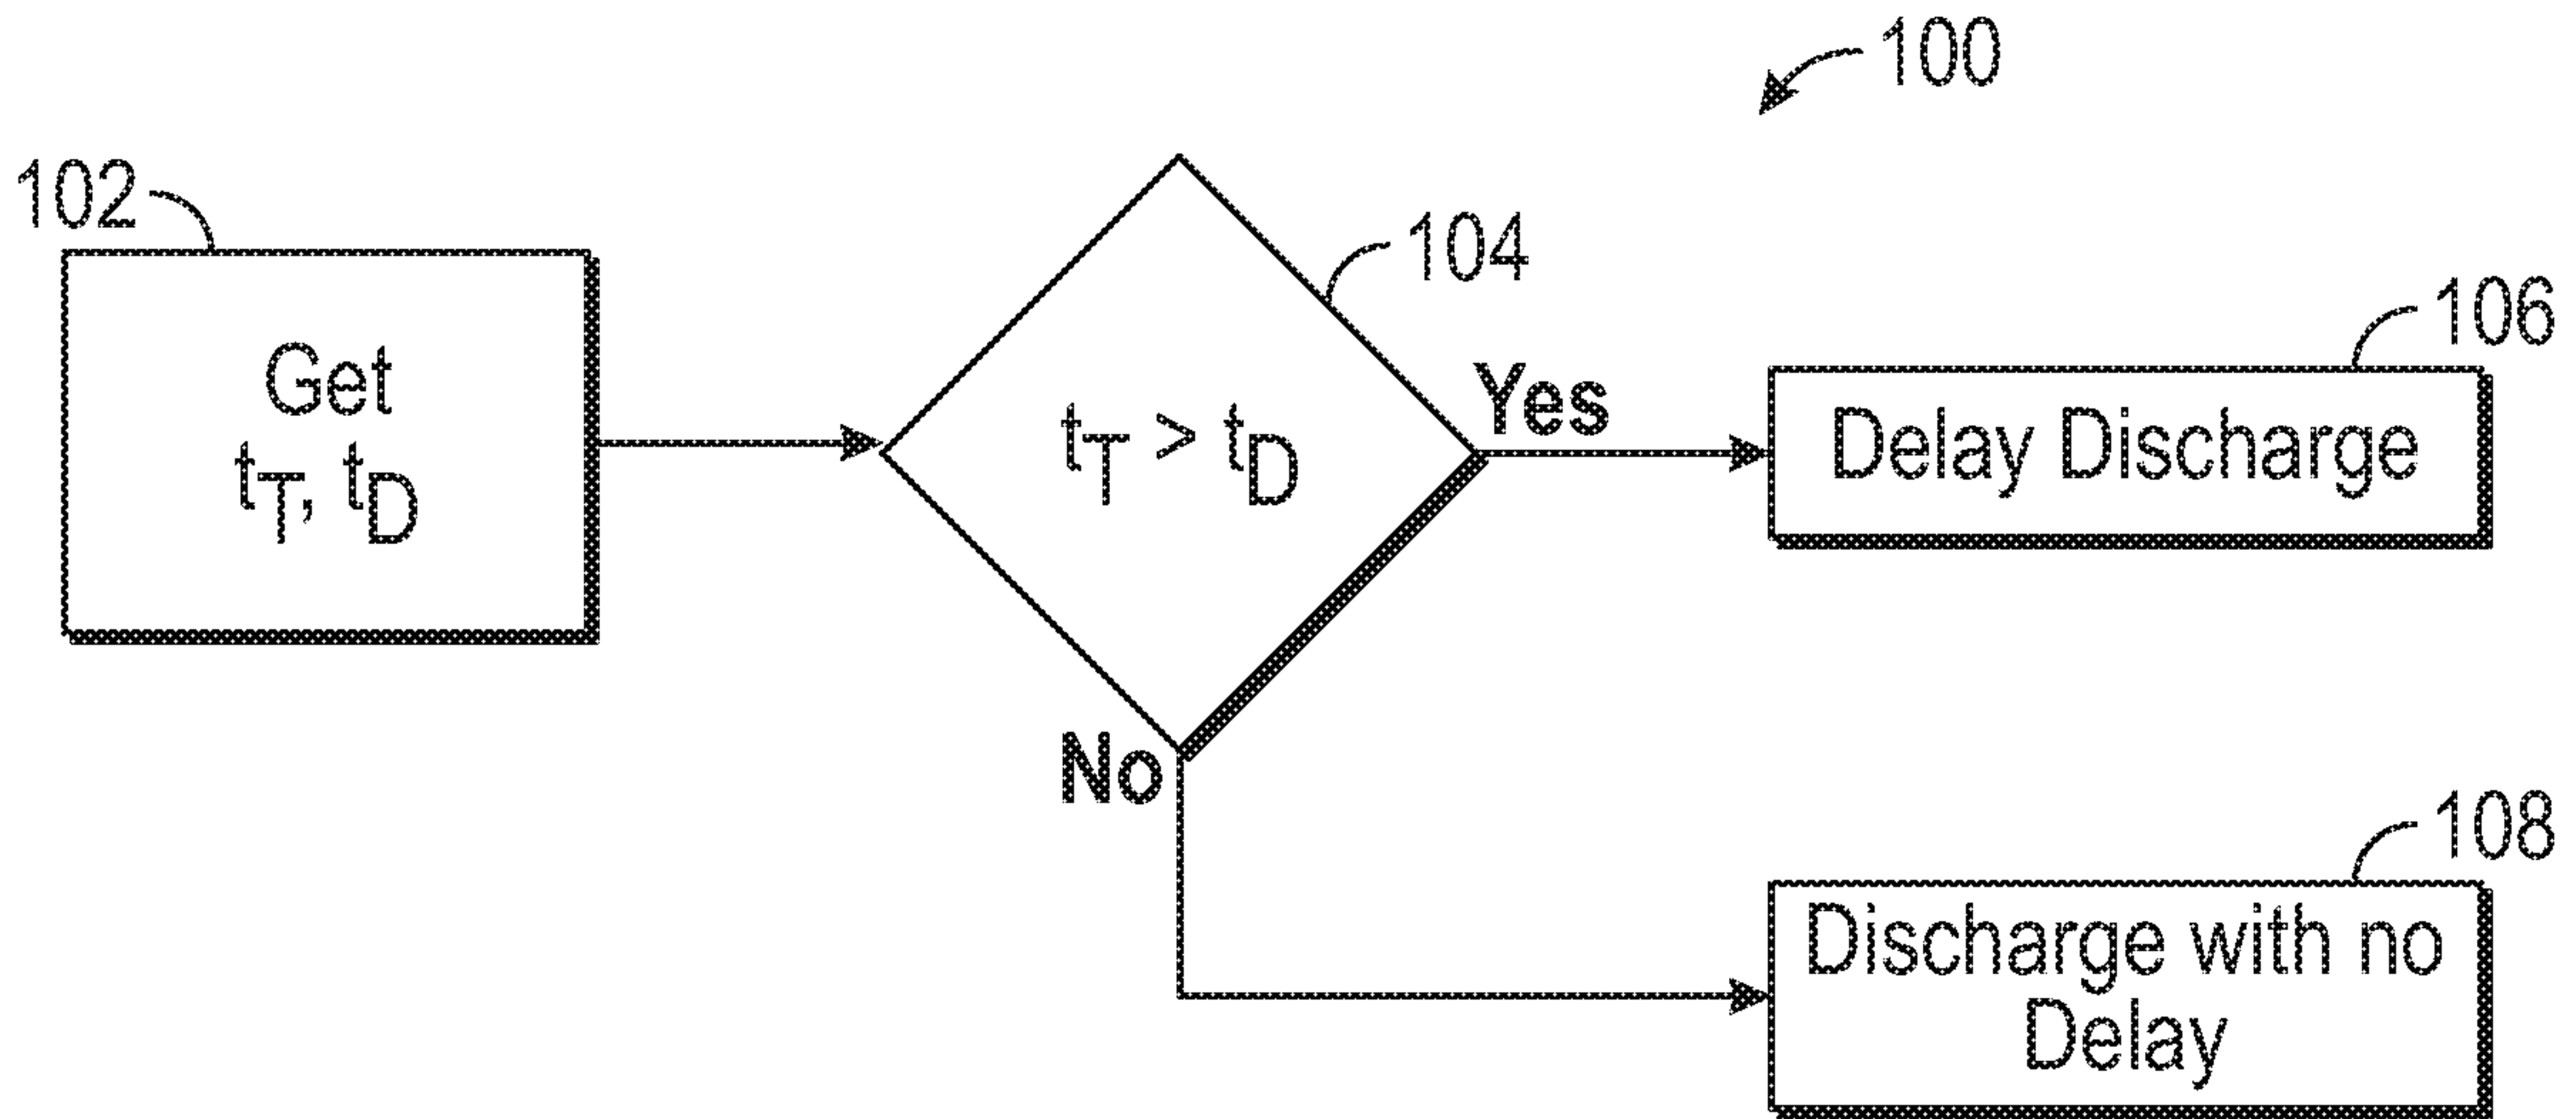 100
102
Get
tT, tD
104
tT > tD
Yes
106
Delay Discharge
No
108
Discharge with no
Delay